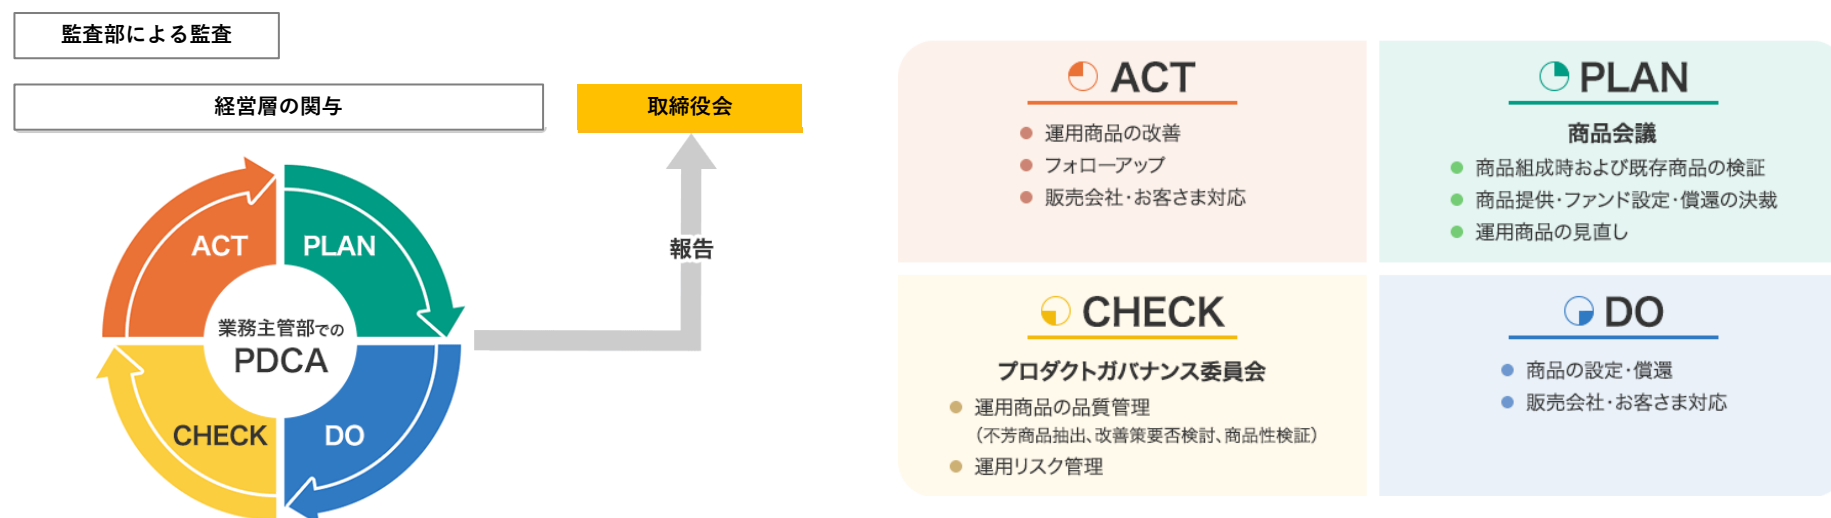 監査部による監査
経営層の関与
取締役会
報告
ACT
PLAN
業務主管部での
PDCA
CHECK
DO
ACT
運用商品の改善
フォローアップ
販売会社・お客さま対応
PLAN
商品会議
商品組成時および既存商品の検証
商品提供・ファンド設定・償還の決裁
運用商品の見直し
CHECK
プロダクトガバナンス委員会
運用商品の品質管理
（不芳商品抽出、改善策要否検討、商品性検証）
運用リスク管理
DO
商品の設定・償還
販売会社・お客さま対応